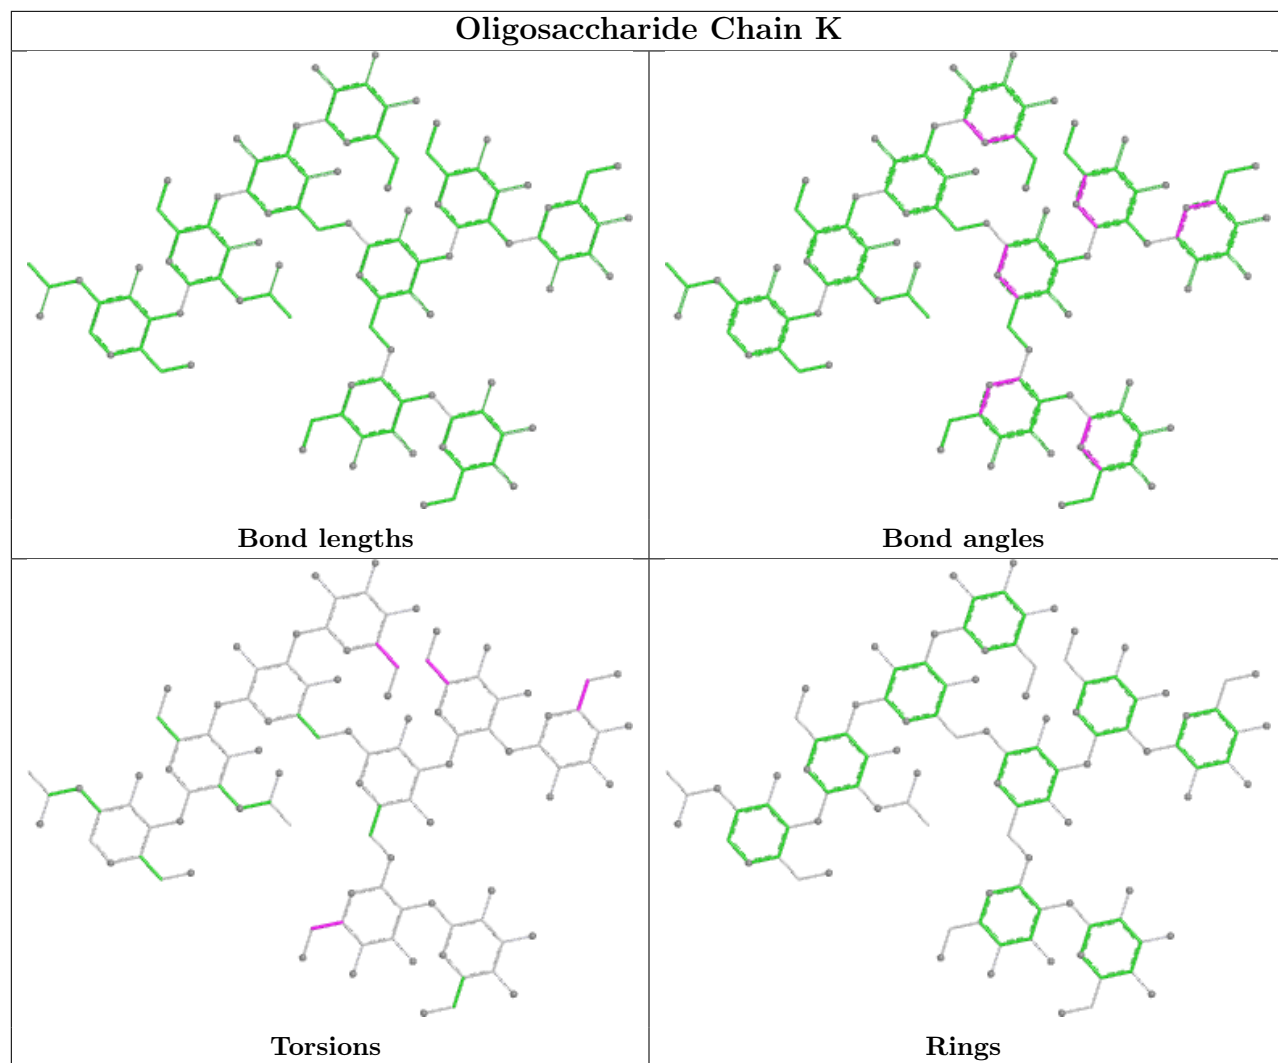 Oligosaccharide Chain K
Bond lengths
Bond angles
Torsions
Rings